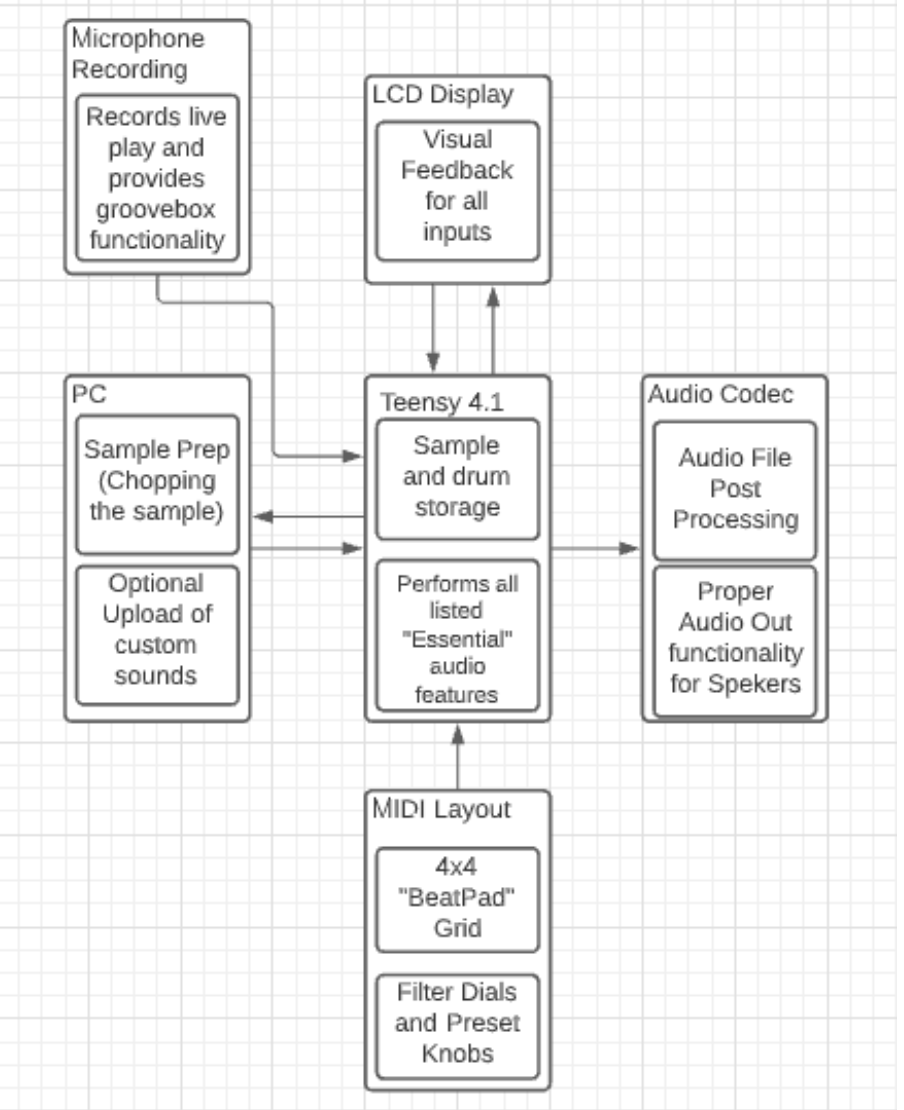 Microphone
Recording
Records live
play and
provides
groovebox
functionality
LCD Display
Visual
Feedback
for all
inputs
PC
Sample Prep
(Chopping
the sample)
Optional
Upload of
custom
sounds
Teensy 4.1
Sample
and drum
storage
Performs all
listed
"Essential"
audio
features
Audio Codec
Audio File
Post
Processing
Proper
Audio Out
functionality
for Spekers
MIDI Layout
4x4
"BeatPad"
Grid
Filter Dials
and Preset
Knobs